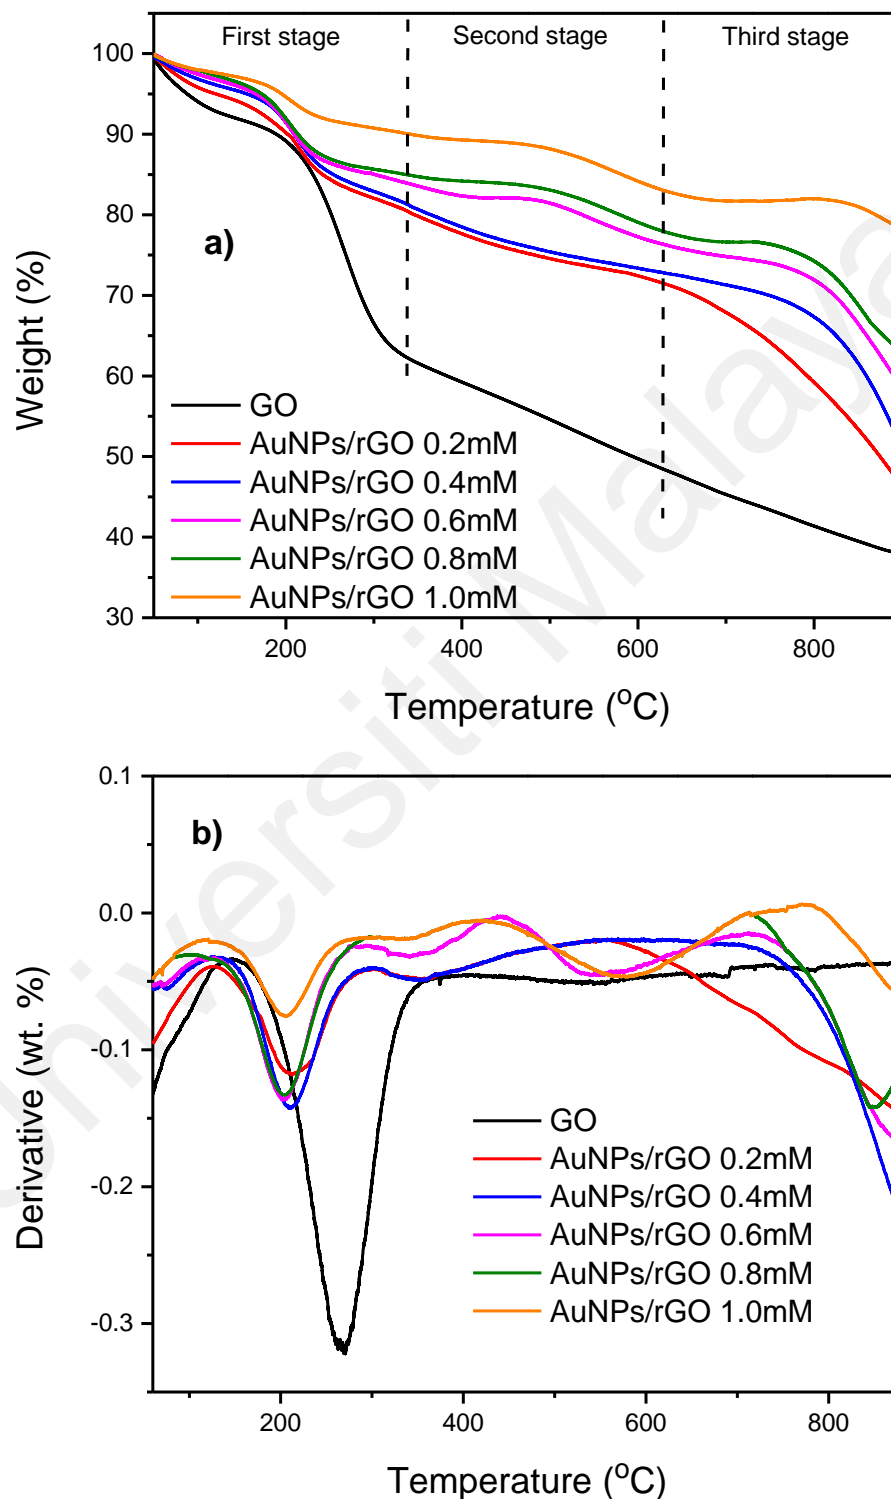 First stage Second stage Third stage
100
90
80
70
60
50
40
30
a)
Weight (%)
GO
AuNPs/rGO 0.2mM
AuNPs/rGO 0.4mM
AuNPs/rGO 0.6mM
AuNPs/rGO 0.8mM
AuNPs/rGO 1.0mM
200 400 600 800
Temperature (°C)
Universiti Malaya
0.1
0.0
-0.1
-0.2
-0.3
b)
Derivative (wt. %)
GO
AuNPs/rGO 0.2mM
AuNPs/rGO 0.4mM
AuNPs/rGO 0.6mM
AuNPs/rGO 0.8mM
AuNPs/rGO 1.0mM
200 400 600 800
Temperature (°C)